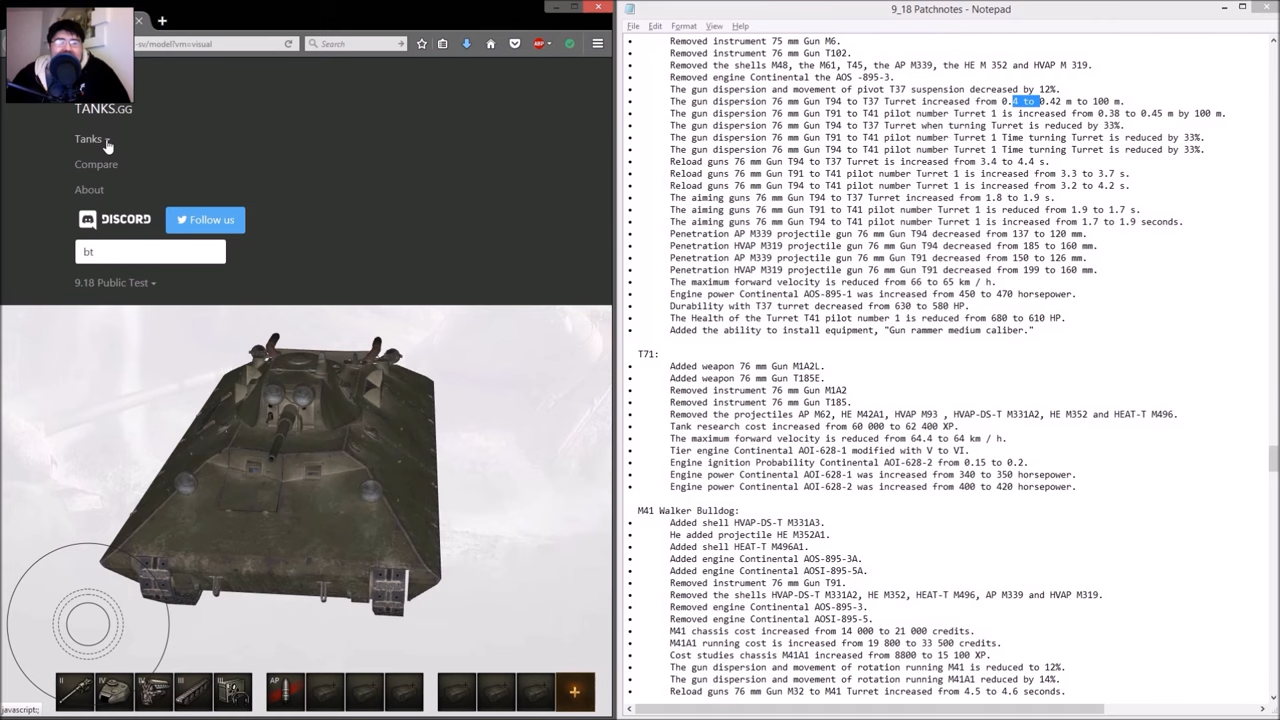 9_18 Patchnotes - Notepad
-sv/model?vm=visual
Search
ABP
File Edit Format View Help
TANKS.GG
Tanks
Compare
About
DISCORD
Follow us
bt
9.18 Public Test
II IV IV III III AP
javascript:;
• Removed instrument 75 mm Gun M6.
• Removed instrument 76 mm Gun T102.
• Removed the shells M48, the M61, T45, the AP M339, the HE M 352 and HVAP M 319.
• Removed engine Continental the AOS -895-3.
• The gun dispersion and movement of pivot T37 suspension decreased by 12%.
• The gun dispersion 76 mm Gun T94 to T37 Turret increased from 0.4 to 0.42 m to 100 m.
• The gun dispersion 76 mm Gun T91 to T41 pilot number Turret 1 is increased from 0.38 to 0.45 m by 100 m.
• The gun dispersion 76 mm Gun T94 to T37 Turret when turning Turret is reduced by 33%.
• The gun dispersion 76 mm Gun T91 to T41 pilot number Turret 1 Time turning Turret is reduced by 33%.
• The gun dispersion 76 mm Gun T94 to T41 pilot number Turret 1 Time turning Turret is reduced by 33%.
• Reload guns 76 mm Gun T94 to T37 Turret is increased from 3.4 to 4.4 s.
• Reload guns 76 mm Gun T91 to T41 pilot number Turret 1 is increased from 3.3 to 3.7 s.
• Reload guns 76 mm Gun T94 to T41 pilot number Turret 1 is increased from 3.2 to 4.2 s.
• The aiming guns 76 mm Gun T94 to T37 Turret is increased from 1.8 to 1.9 s.
• The aiming guns 76 mm Gun T91 to T41 pilot number Turret 1 is reduced from 1.9 to 1.7 s.
• The aiming guns 76 mm Gun T94 to T41 pilot number Turret 1 is increased from 1.7 to 1.9 seconds.
• Penetration AP M339 projectile gun 76 mm Gun T94 decreased from 137 to 120 mm.
• Penetration HVAP M319 projectile gun 76 mm Gun T94 decreased from 185 to 160 mm.
• Penetration AP M339 projectile gun 76 mm Gun T91 decreased from 150 to 126 mm.
• Penetration HVAP M319 projectile gun 76 mm Gun T91 decreased from 199 to 160 mm.
• The maximum forward velocity is reduced from 66 to 65 km / h.
• Engine power Continental AOS-895-1 was increased from 450 to 470 horsepower.
• Durability with T37 turret decreased from 630 to 580 HP.
• The Health of the Turret T41 pilot number 1 is reduced from 680 to 610 HP.
• Added the ability to install equipment, "Gun rammer medium caliber."
T71:
• Added weapon 76 mm Gun M1A2L.
• Added weapon 76 mm Gun T185E.
• Removed instrument 76 mm Gun M1A2
• Removed instrument 76 mm Gun T185.
• Removed the projectiles AP M62, HE M42A1, HVAP M93 , HVAP-DS-T M331A2, HE M352 and HEAT-T M496.
• Tank research cost increased from 60 000 to 62 400 XP.
• The maximum forward velocity is reduced from 64.4 to 64 km / h.
• Tier engine Continental AOI-628-1 modified with V to VI.
• Engine ignition Probability Continental AOI-628-2 from 0.15 to 0.2.
• Engine power Continental AOI-628-1 was increased from 340 to 350 horsepower.
• Engine power Continental AOI-628-2 was increased from 400 to 420 horsepower.
M41 Walker Bulldog:
• Added shell HVAP-DS-T M331A3.
• He added projectile HE M352A1.
• Added shell HEAT-T M496A1.
• Added engine Continental AOS-895-3A.
• Added engine Continental AOSI-895-5A.
• Removed instrument 76 mm Gun T91.
• Removed the shells HVAP-DS-T M331A2, HE M352, HEAT-T M496, AP M339 and HVAP M319.
• Removed engine Continental AOS-895-3.
• Removed engine Continental AOSI-895-5.
• M41 chassis cost increased from 14 000 to 21 000 credits.
• M41A1 running cost is increased from 19 800 to 33 500 credits.
• Cost studies chassis M41A1 increased from 8800 to 15 100 XP.
• The gun dispersion and movement of rotation running M41 is reduced to 12%.
• The gun dispersion and movement of rotation running M41A1 reduced by 14%.
• Reload guns 76 mm Gun M32 to M41 Turret increased from 4.5 to 4.6 seconds.